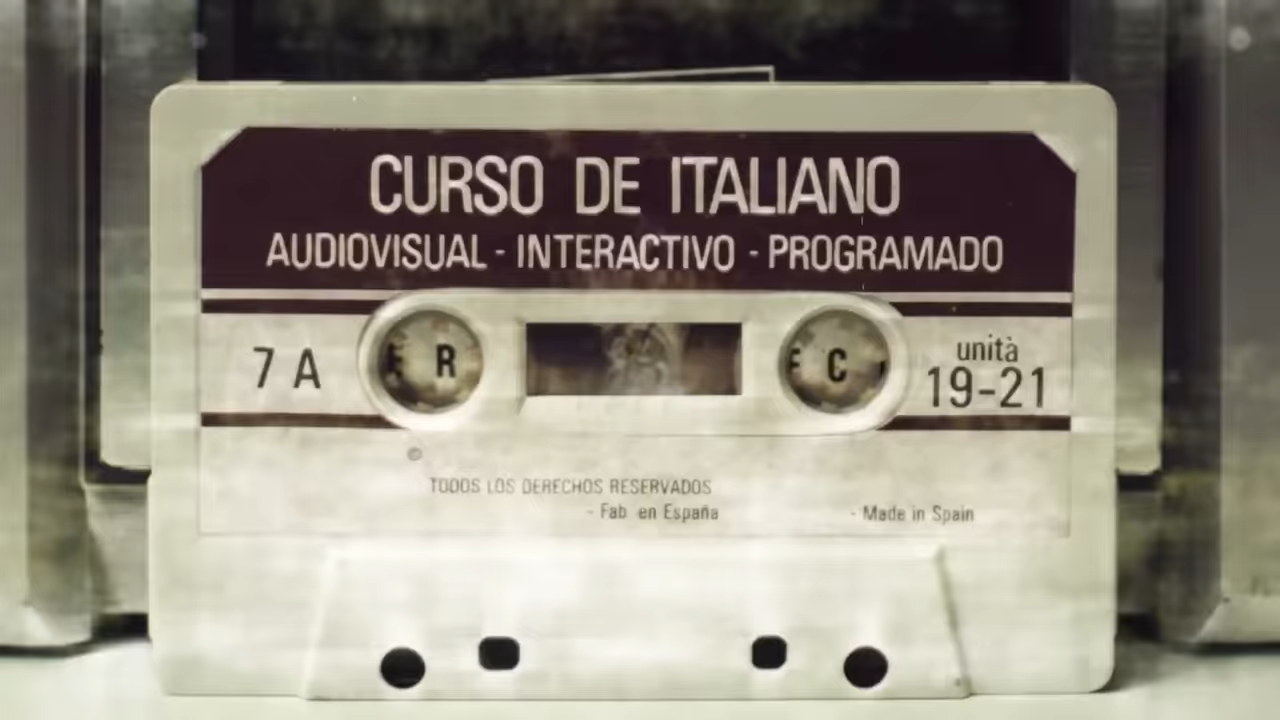 CURSO DE ITALIANO
AUDIOVISUAL - INTERACTIVO - PROGRAMADO
7 A
R
C
unità
19-21
©
TODOS LOS DERECHOS RESERVADOS
- Fab en España
- Made in Spain